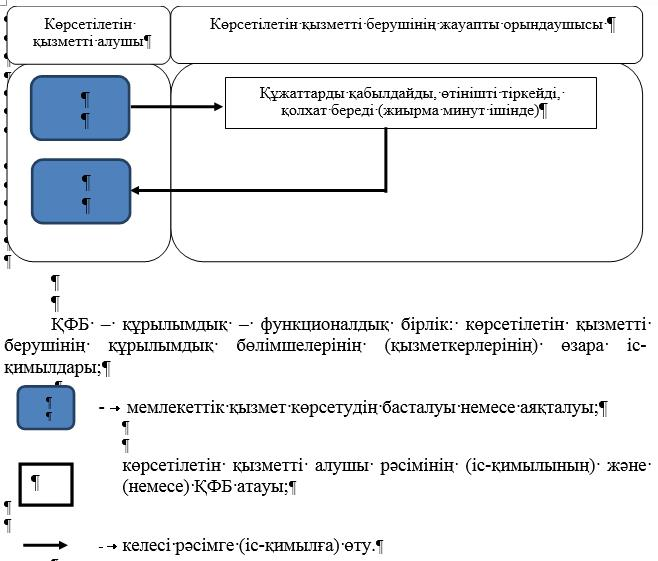 Көрсетілетін
қызметті алушы¶
Көрсетілетін қызметті берушінің жауапты орындаушысы ¶
Құжаттарды қабылдайды, өтінішті тіркейді,
қолхат береді (жиырма минут ішінде)¶
¶
¶
¶
¶
¶
¶
¶
ҚФБ – құрылымдық – функционалдық бірлік: көрсетілетін қызметті
берушінің құрылымдық бөлімшелерінің (қызметкерлерінің) өзара іс-
қимылдары;¶
¶
¶
- → мемлекеттік қызмет көрсетудің басталуы немесе аяқталуы;¶
¶
¶
¶
көрсетілетін қызметті алушы рәсімінің (іс-қимылының) және
(немесе) ҚФБ атауы;¶
¶
¶
- → келесі рәсімге (іс-қимылға) өту.¶